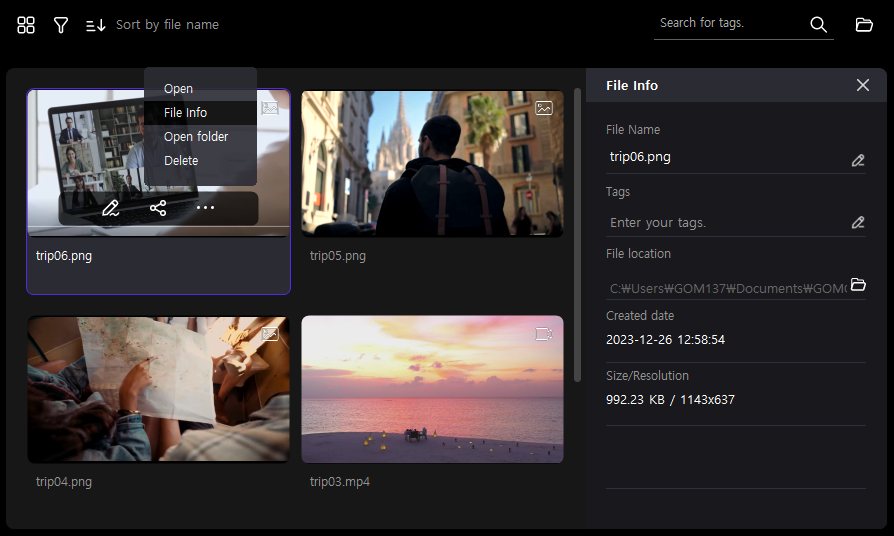 Sort by file name
Search for tags.
Open
File Info
Open folder
Delete
trip06.png
trip05.png
trip04.png
trip03.mp4
File Info
File Name
trip06.png
Tags
Enter your tags.
File location
C:₩Users₩GOM137₩Documents₩GOM
Created date
2023-12-26 12:58:54
Size/Resolution
992.23 KB / 1143x637